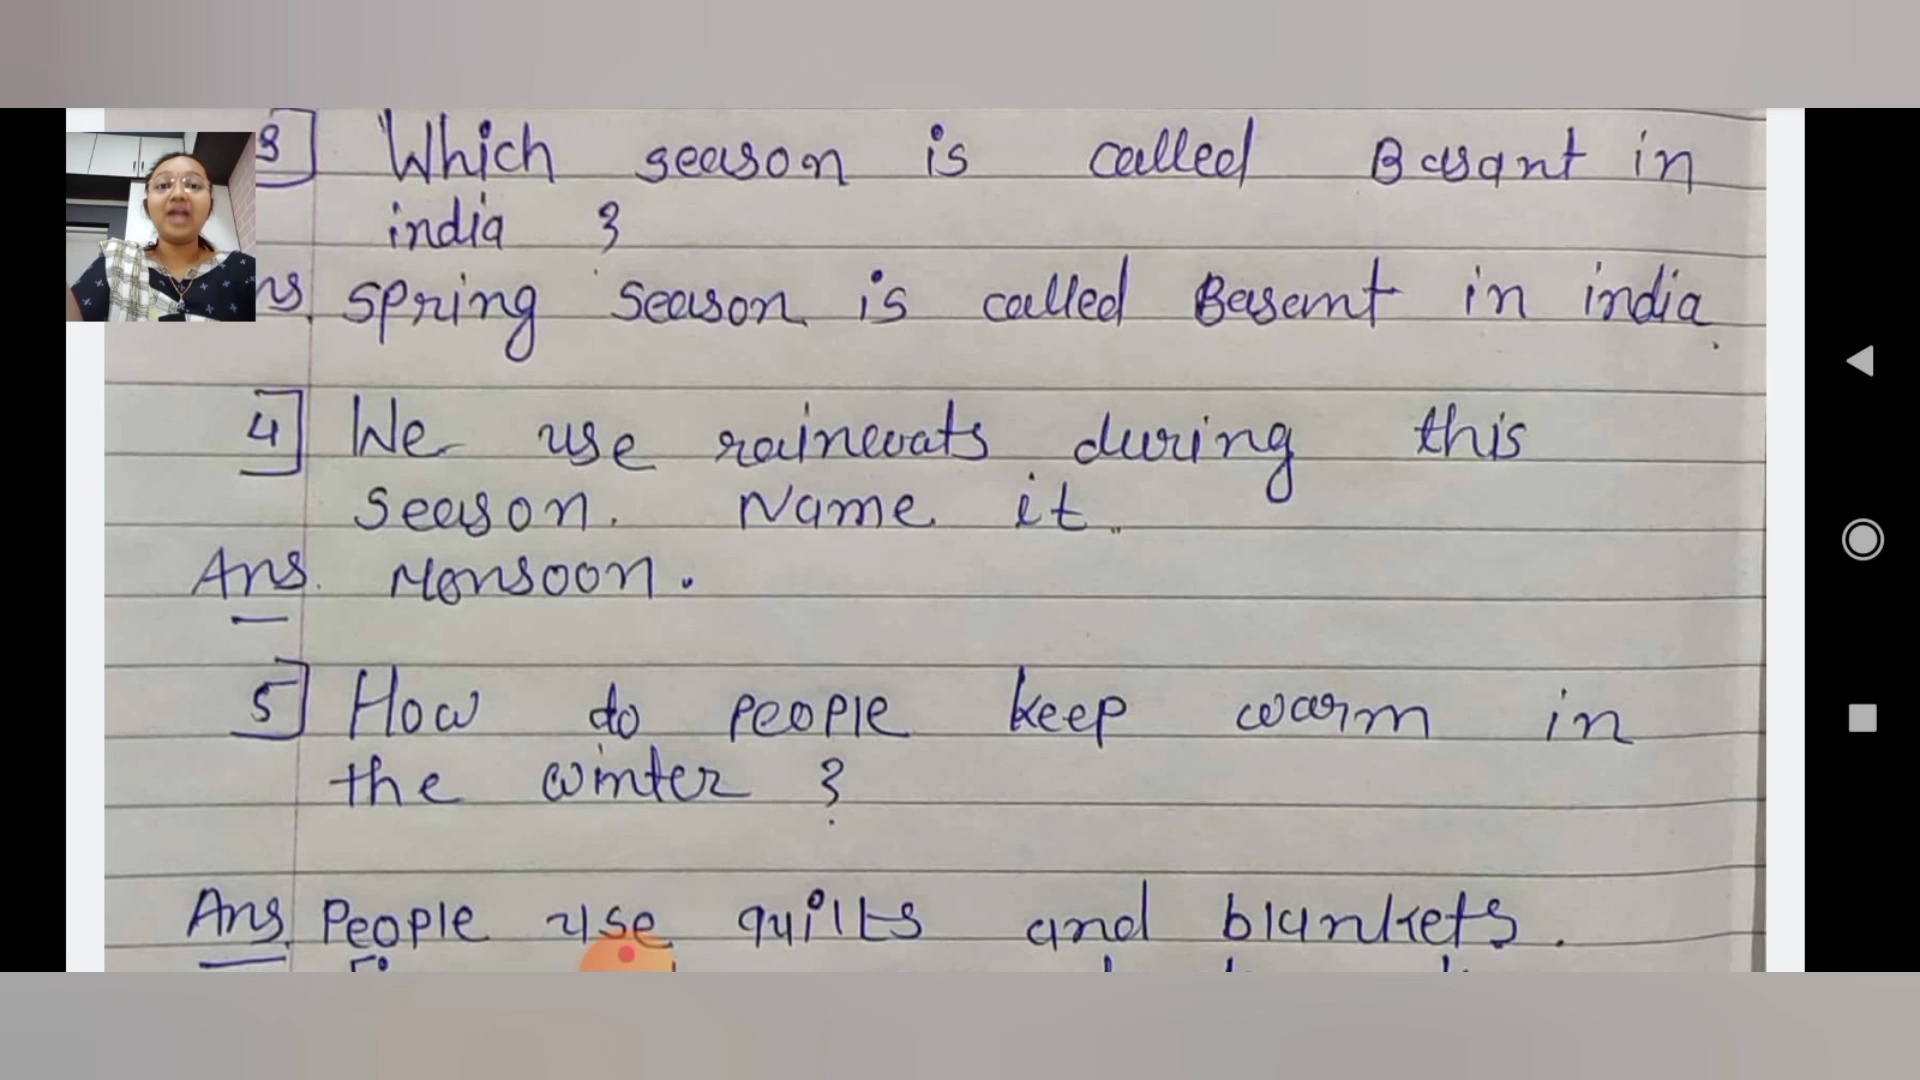 3] Which season is called Basant in
india ?
ns. spring season is called Basant in india.
4] We use raincoats during this
season. Name it.
Ans. Monsoon.
5] How do people keep warm in
the winter ?
Ans. People use quilts and blankets.